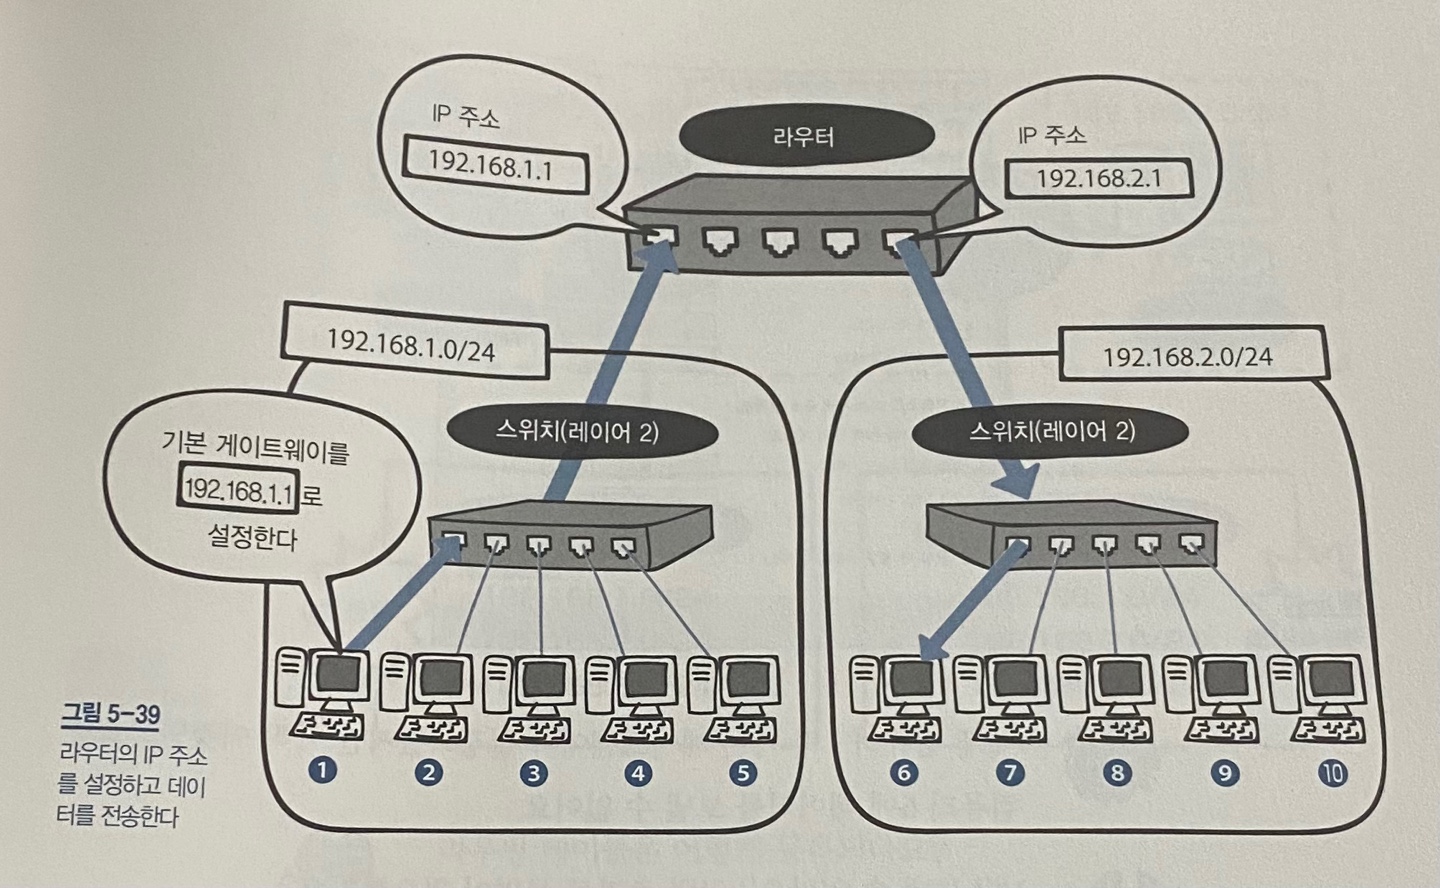 IP 주소
192.168.1.1
라우터
IP 주소
192.168.2.1
192.168.1.0/24
192.168.2.0/24
기본 게이트웨이를
192.168.1.1로
설정한다
스위치(레이어 2)
스위치(레이어 2)
1 2 3 4 5
6 7 8 9 10
그림 5-39
라우터의 IP 주소
를 설정하고 데이
터를 전송한다